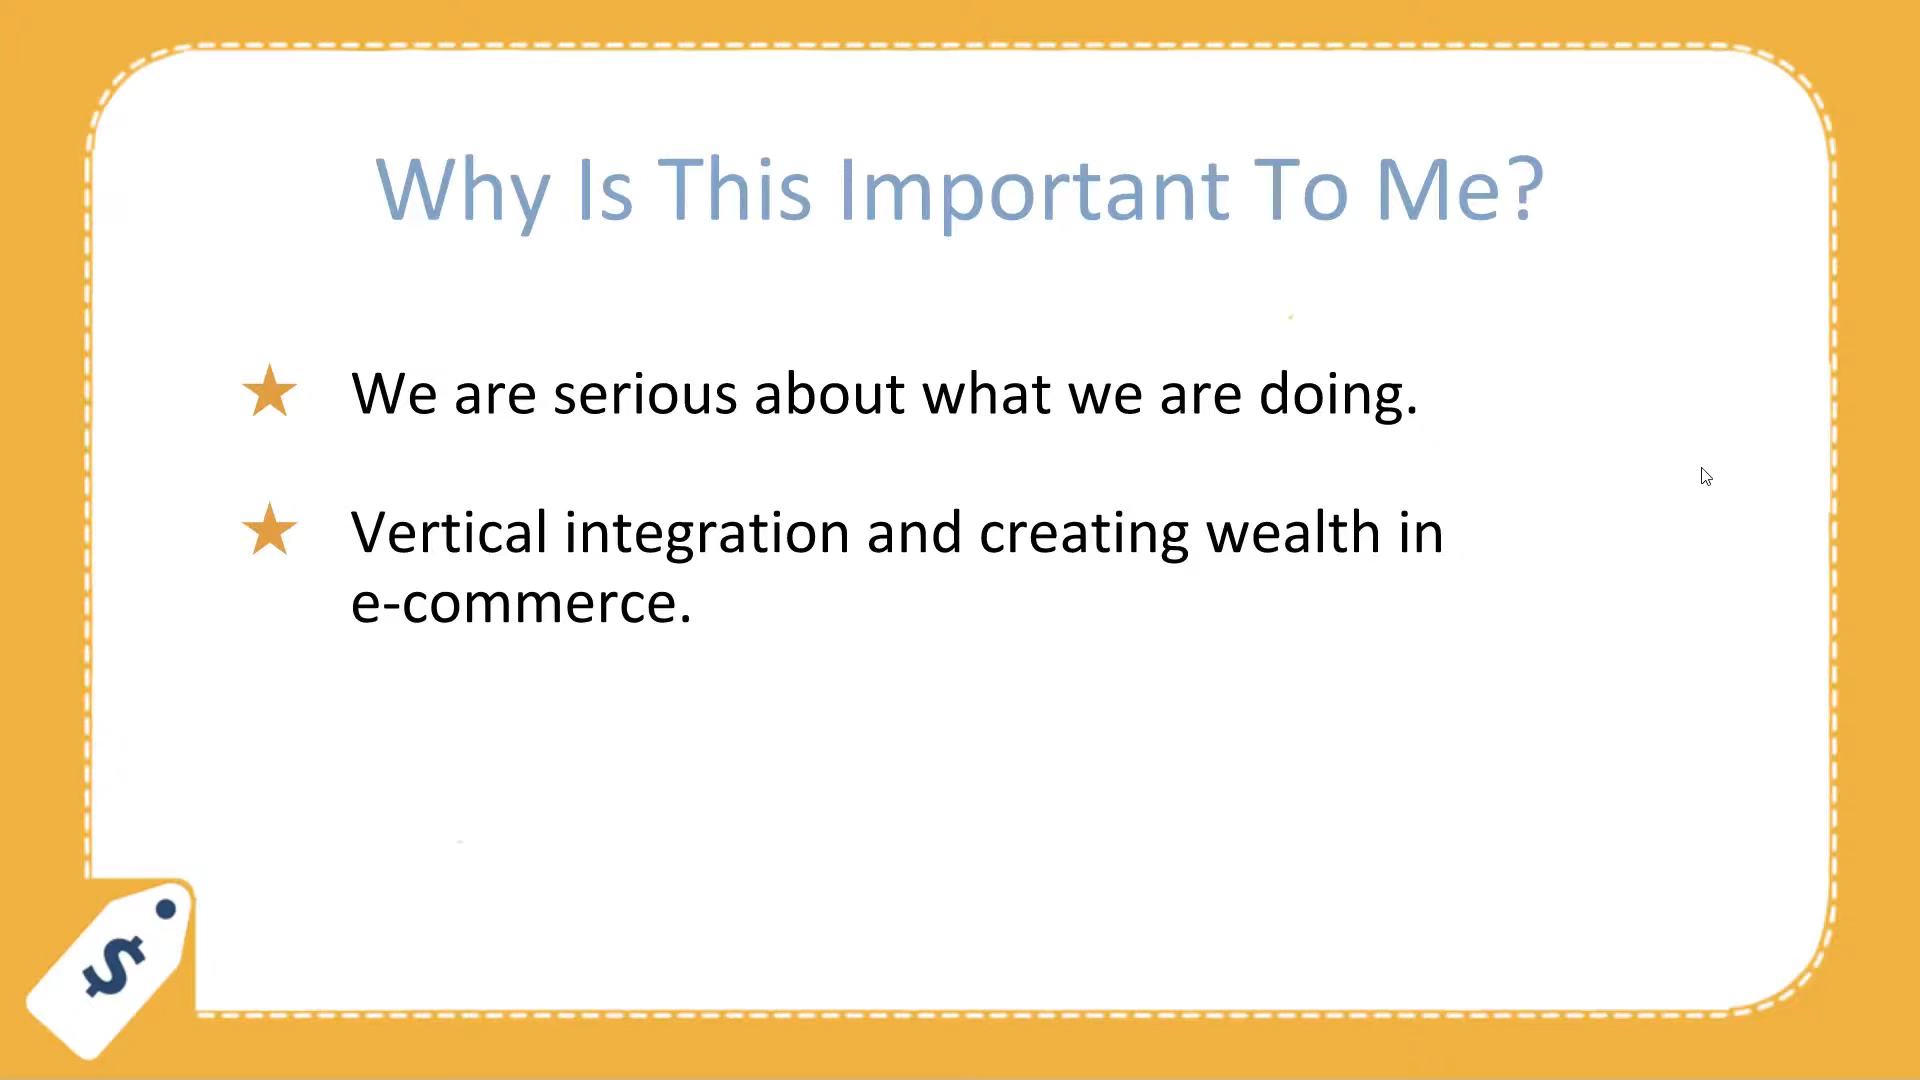 Why Is This Important To Me?
★ We are serious about what we are doing.
★ Vertical integration and creating wealth in
e-commerce.
$